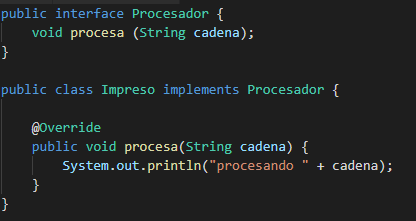 public interface Procesador {
void procesa (String cadena);
}
public class Impreso implements Procesador {
@Override
public void procesa(String cadena) {
System.out.println("procesando " + cadena);
}
}